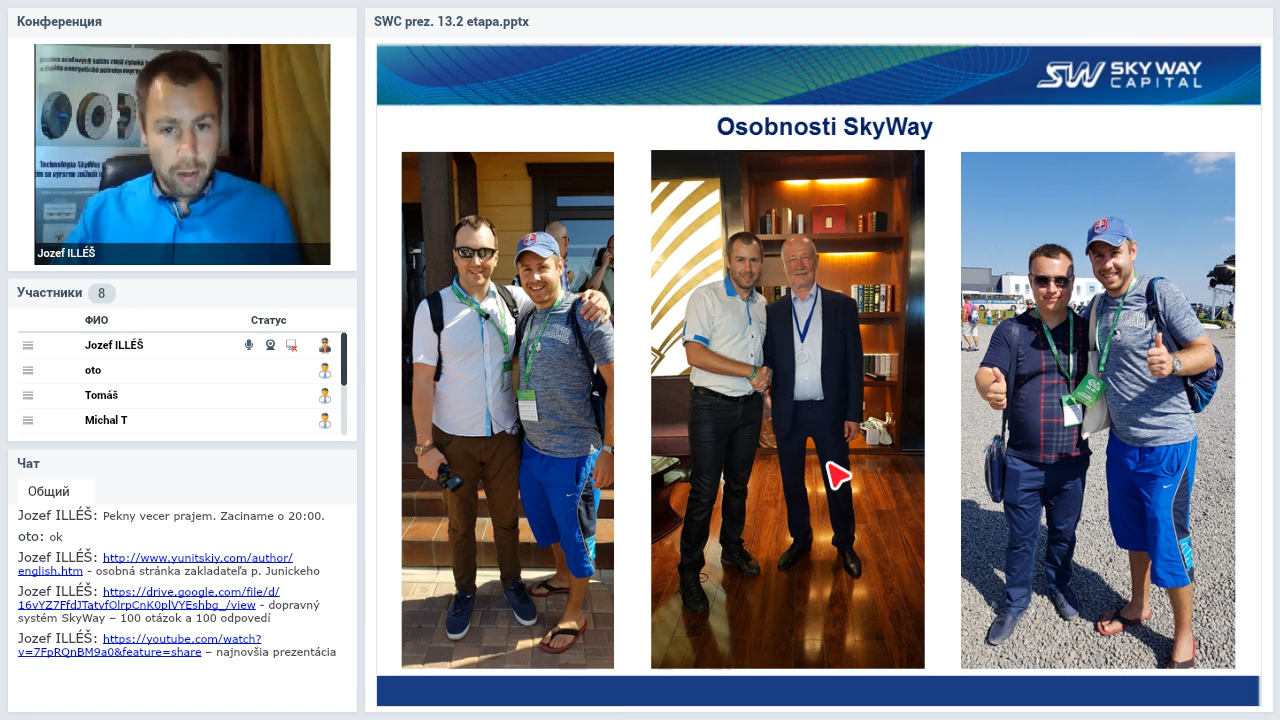 Конференция
Jozef ILLÉŠ
Участники 8
ФИО Статус
Jozef ILLÉŠ
oto
Tomáš
Michal T
Чат
Общий
Jozef ILLÉŠ: Pekny vecer prajem. Zaciname o 20:00.
oto: ok
Jozef ILLÉŠ: http://www.yunitskiy.com/author/
english.htm - osobná stránka zakladateľa p. Junickeho
Jozef ILLÉŠ: https://drive.google.com/file/d/
16vYZ7FfdJTatvfOlrpCnK0plVYEshbg_/view - dopravný
systém SkyWay – 100 otázok a 100 odpovedí
Jozef ILLÉŠ: https://youtube.com/watch?
v=7FpRQnBM9a0&feature=share – najnovšia prezentácia
SWC prez. 13.2 etapa.pptx
SW SKY WAY
CAPITAL
Osobnosti SkyWay